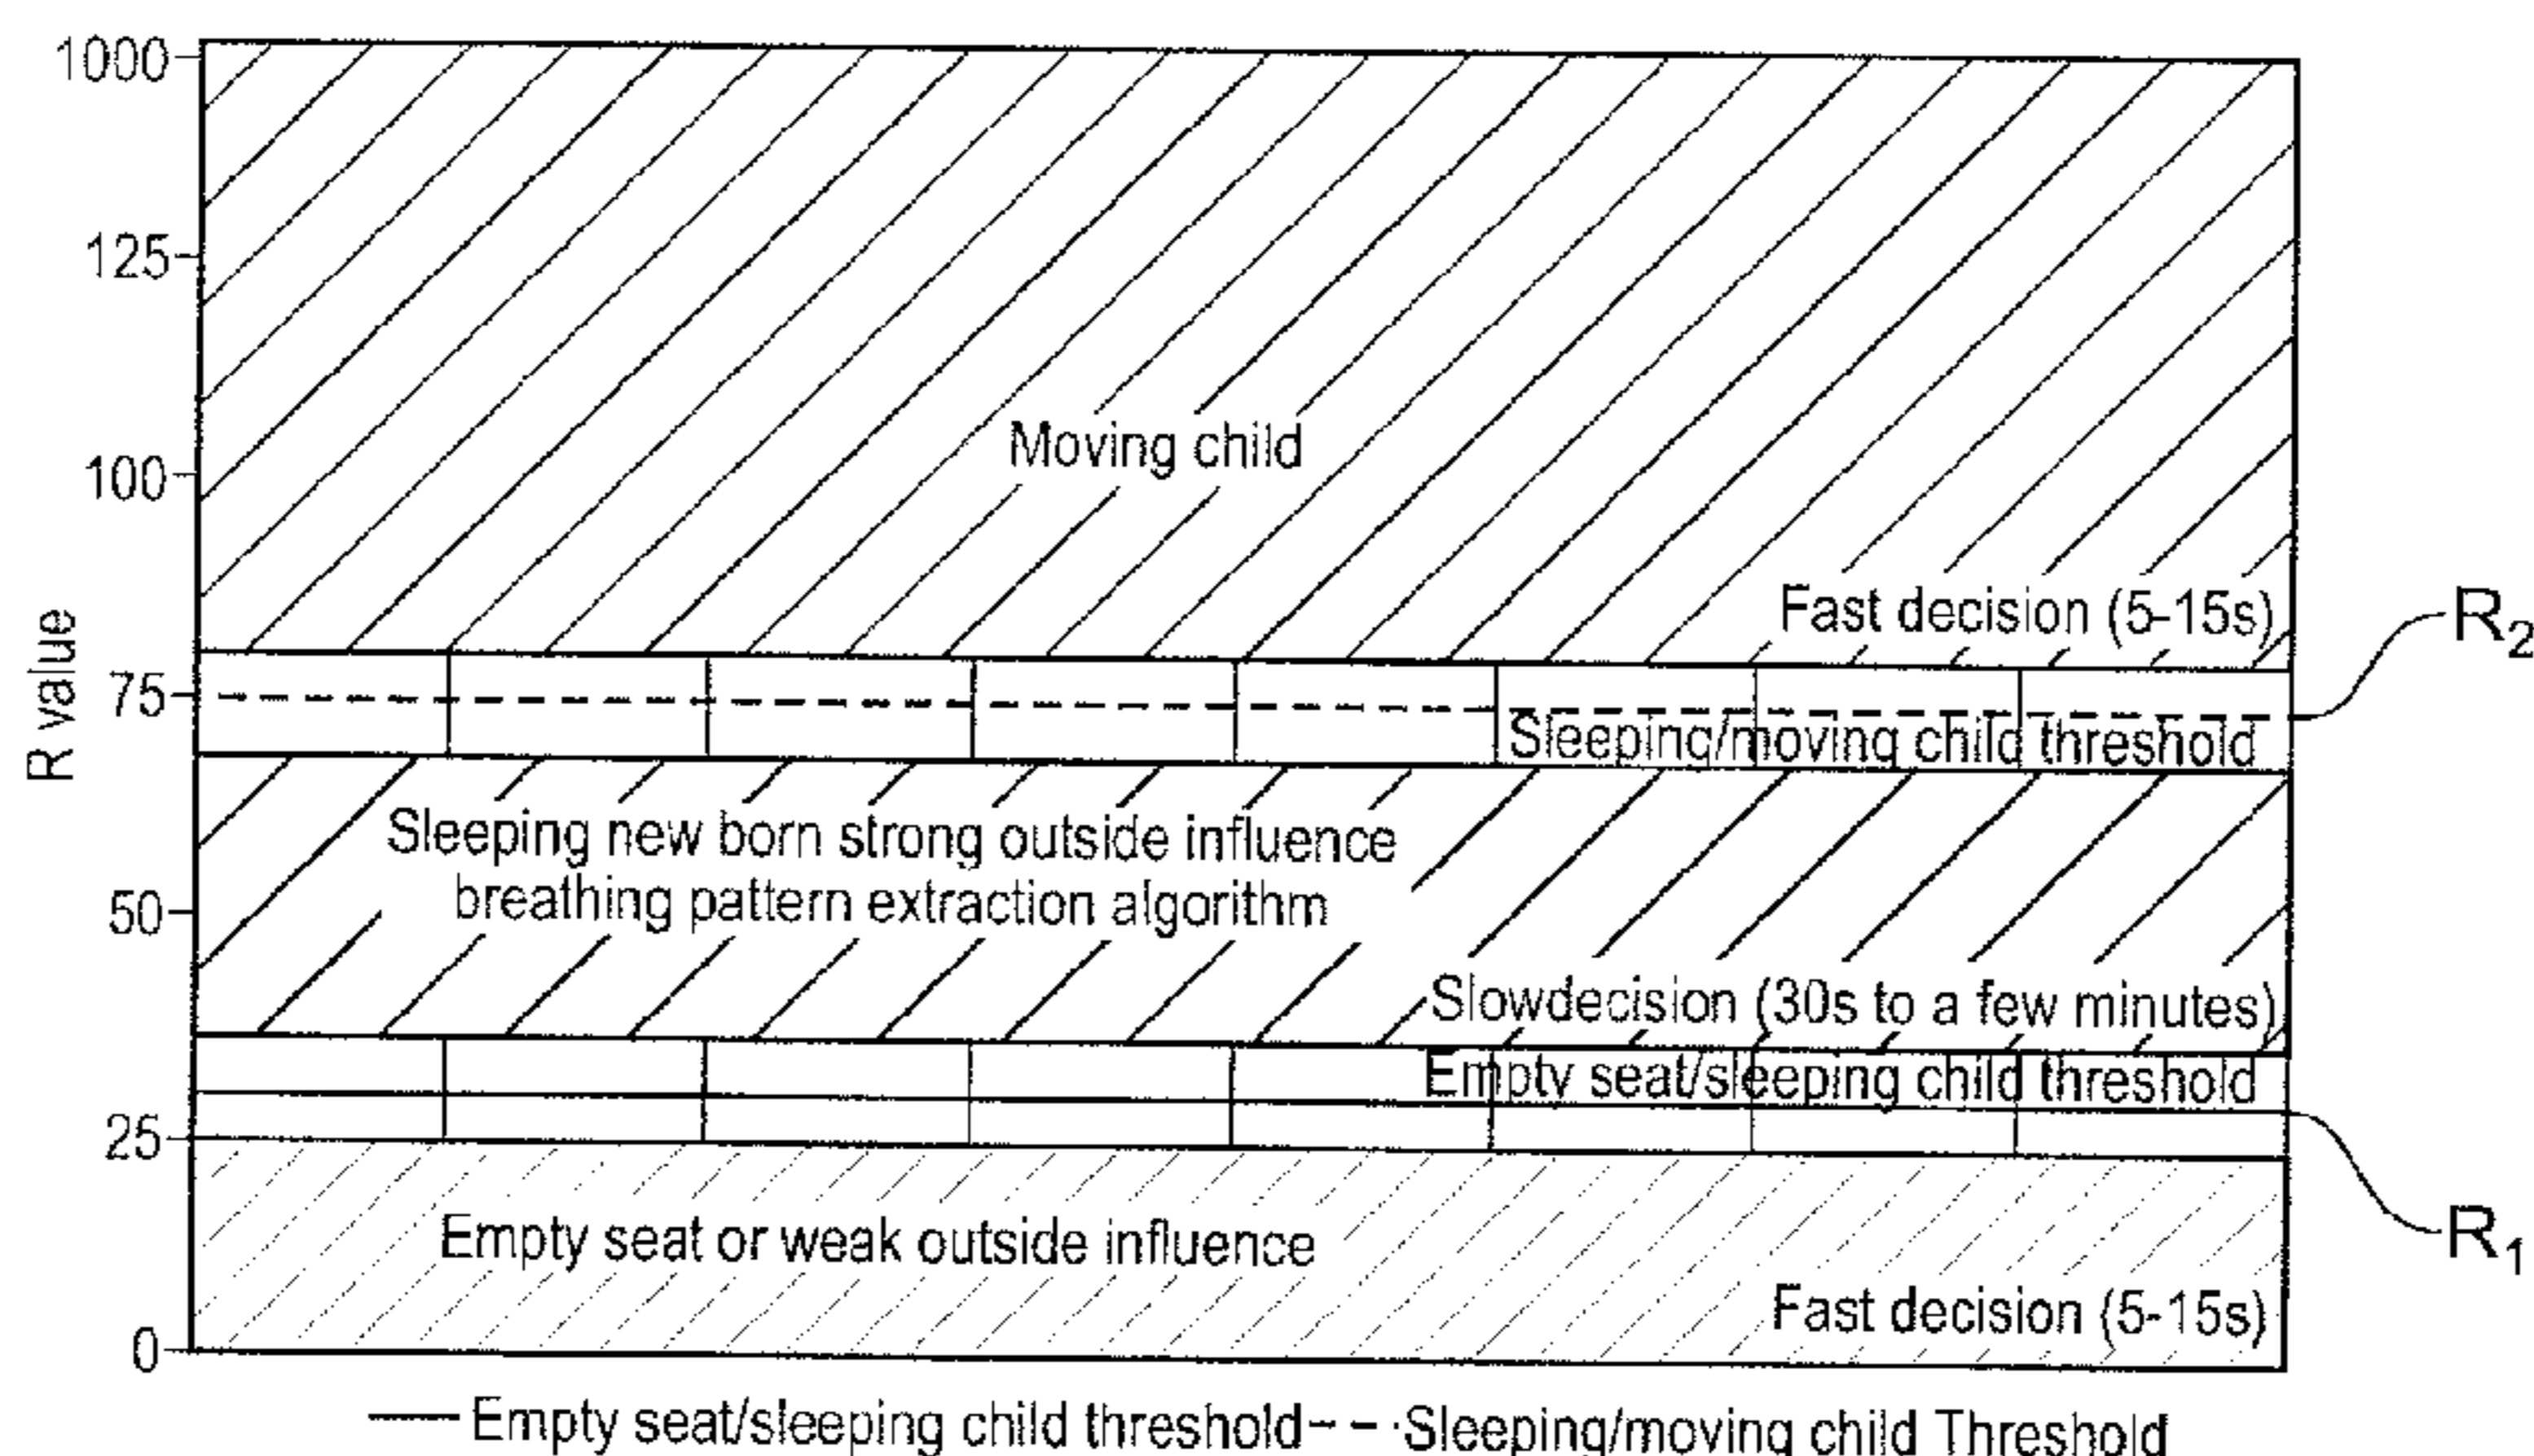 1000
125
100
75
50
25
0
R value
Moving child
Fast decision (5-15s)
R2
Sleeping/moving child threshold
Sleeping new born strong outside influence
breathing pattern extraction algorithm
Slowdecision (30s to a few minutes)
Empty seat/sleeping child threshold
R1
Empty seat or weak outside influence
Fast decision (5-15s)
Empty seat/sleeping child threshold
Sleeping/moving child Threshold